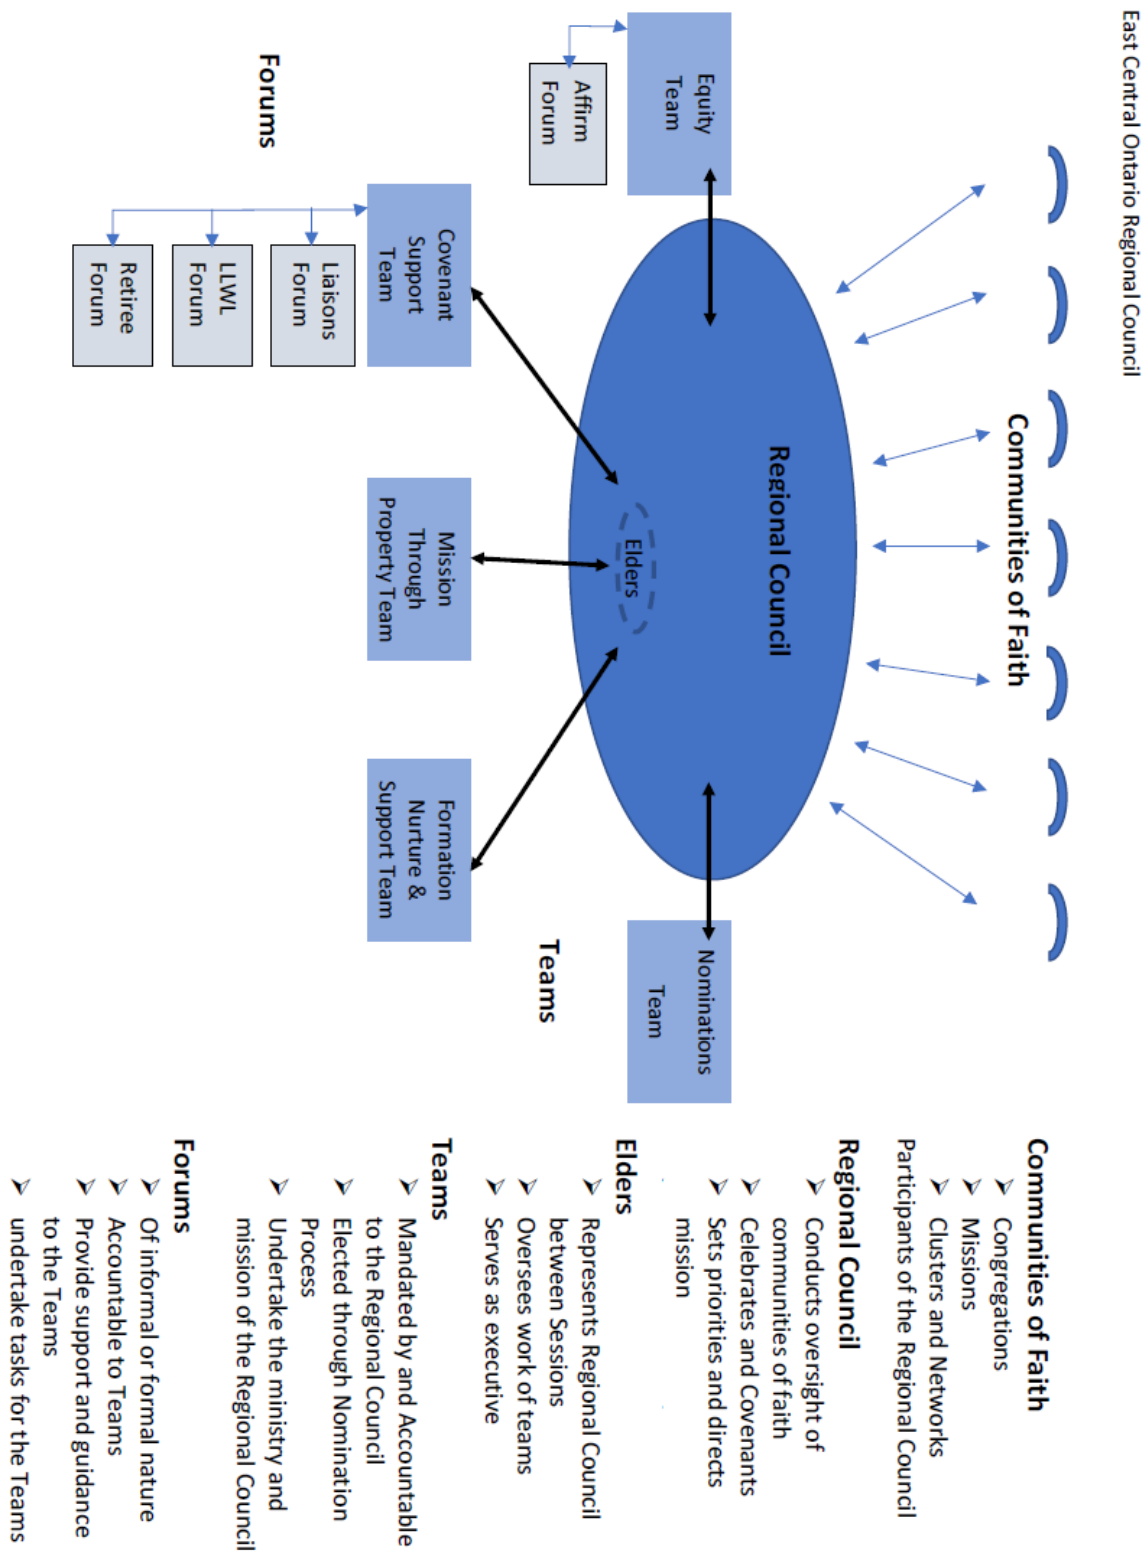 East Central Ontario Regional Council
Communities of Faith
Regional Council
Elders
Equity
Team
Affirm
Forum
Nominations
Team
Teams
Forums
Covenant
Support
Team
Liaisons
Forum
LLWL
Forum
Retiree
Forum
Mission
Through
Property Team
Formation
Nurture &
Support Team
Communities of Faith
➢ Congregations
➢ Missions
➢ Clusters and Networks
Participants of the Regional Council
Regional Council
➢ Conducts oversight of
communities of faith
➢ Celebrates and Covenants
➢ Sets priorities and directs
mission
Elders
➢ Represents Regional Council
between Sessions
➢ Oversees work of teams
➢ Serves as executive
Teams
➢ Mandated by and Accountable
to the Regional Council
➢ Elected through Nomination
Process
➢ Undertake the ministry and
mission of the Regional Council
Forums
➢ Of informal or formal nature
➢ Accountable to Teams
➢ Provide support and guidance
to the Teams
➢ undertake tasks for the Teams